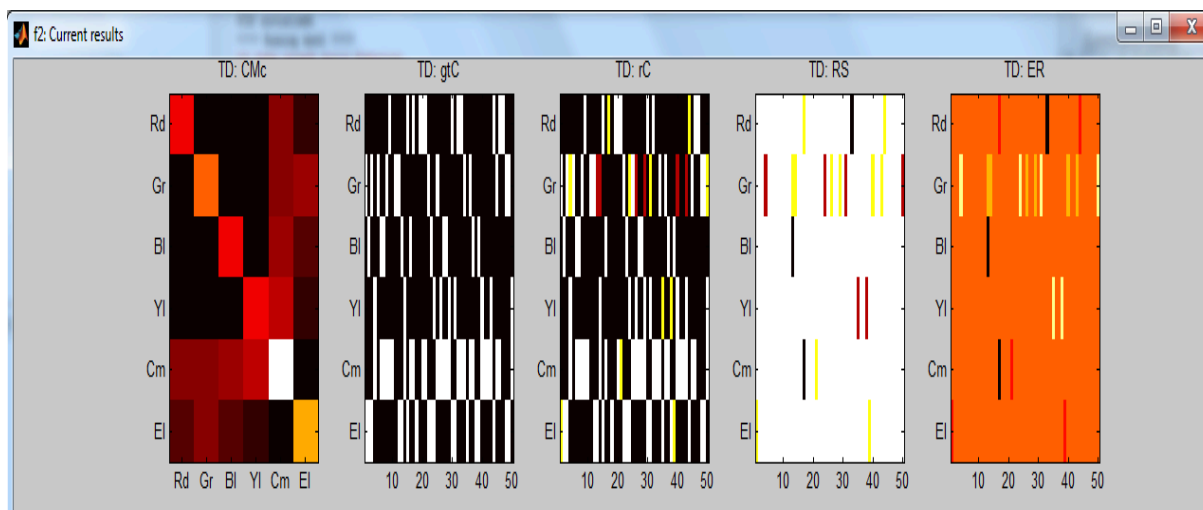 f2: Current results
TD: CMc
TD: gtC
TD: rC
TD: RS
TD: ER
Rd
Gr
Bl
Yl
Cm
El
Rd Gr Bl Yl Cm El
Rd
Gr
Bl
Yl
Cm
El
10 20 30 40 50
Rd
Gr
Bl
Yl
Cm
El
10 20 30 40 50
Rd
Gr
Bl
Yl
Cm
El
10 20 30 40 50
Rd
Gr
Bl
Yl
Cm
El
10 20 30 40 50